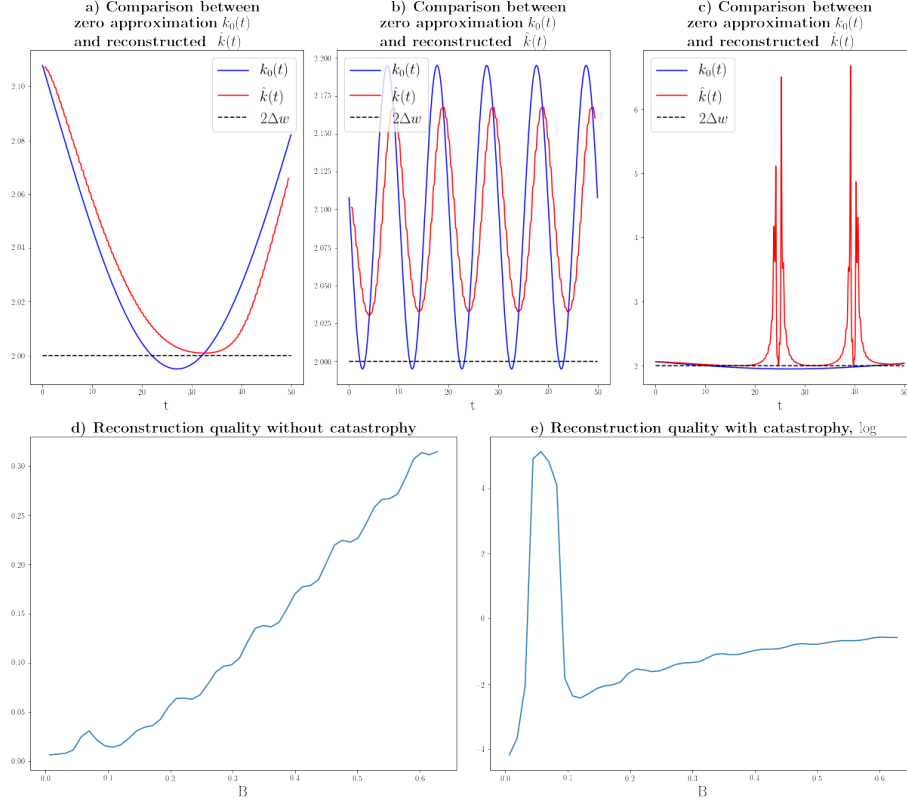 a) Comparison between
zero approximation k₀(t)
and reconstructed k̂(t)
k₀(t)
k̂(t)
2Δw
2.10
2.08
2.06
2.04
2.02
2.00
0
10
20
30
40
50
t
b) Comparison between
zero approximation k₀(t)
and reconstructed k̂(t)
k₀(t)
k̂(t)
2Δw
2.200
2.175
2.150
2.125
2.100
2.075
2.050
2.025
2.000
0
10
20
30
40
50
t
c) Comparison between
zero approximation k₀(t)
and reconstructed k̂(t)
k₀(t)
k̂(t)
2Δw
6
5
4
3
2
0
10
20
30
40
50
t
d) Reconstruction quality without catastrophy
0.30
0.25
0.20
0.15
0.10
0.05
0.00
0.0
0.1
0.2
0.3
0.4
0.5
0.6
B
e) Reconstruction quality with catastrophy, log
4
2
0
−2
−4
0.0
0.1
0.2
0.3
0.4
0.5
0.6
B